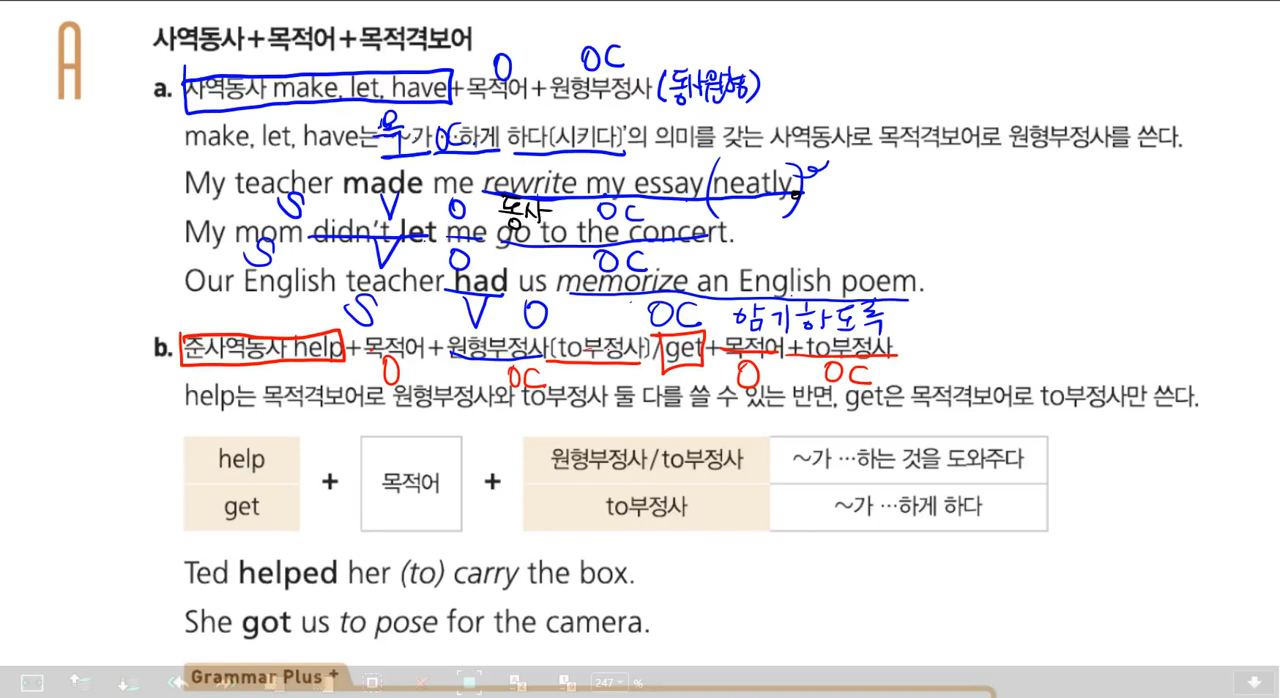 A
사역동사+목적어+목적격보어
O OC
a. 사역동사 make, let, have+목적어+원형부정사 (동사원형)
목
make, let, have는 '~가 …하게 하다(시키다)'의 의미를 갖는 사역동사로 목적격보어로 원형부정사를 쓴다.
OC
My teacher made me rewrite my essay (neatly).
S V O OC
동사
My mom didn't let me go to the concert.
S V O OC
Our English teacher had us memorize an English poem.
S V O OC 암기하도록
b. 준사역동사 help+목적어+원형부정사(to부정사)/get+목적어+to부정사
O OC O OC
help는 목적격보어로 원형부정사와 to부정사 둘 다를 쓸 수 있는 반면, get은 목적격보어로 to부정사만 쓴다.
help + 목적어 + 원형부정사/to부정사 ~가 …하는 것을 도와주다
get to부정사 ~가 …하게 하다
Ted helped her (to) carry the box.
She got us to pose for the camera.
Grammar Plus+
247 %